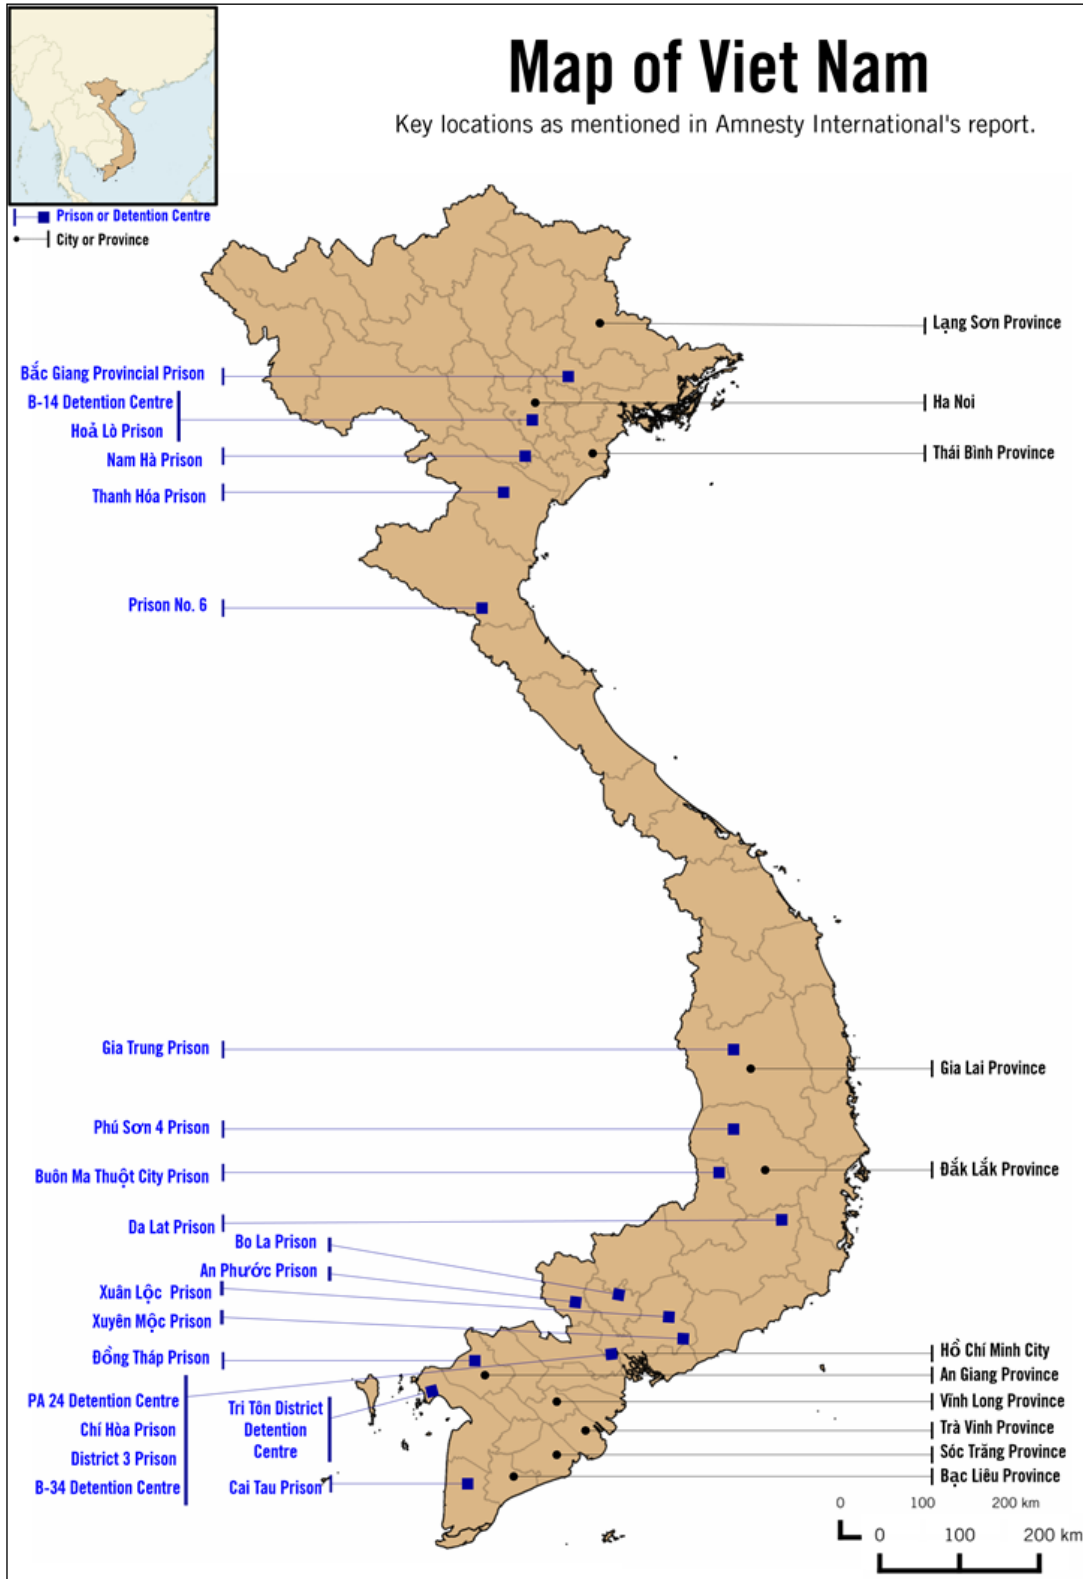 Map of Viet Nam
Key locations as mentioned in Amnesty International's report.
Prison or Detention Centre
City or Province
Lạng Sơn Province
Bắc Giang Provincial Prison
B-14 Detention Centre
Ha Noi
Hoả Lò Prison
Thái Bình Province
Nam Hà Prison
Thanh Hóa Prison
Prison No. 6
Gia Trung Prison
Gia Lai Province
Phú Sơn 4 Prison
Đắk Lắk Province
Buôn Ma Thuột City Prison
Da Lat Prison
Bo La Prison
An Phước Prison
Xuân Lộc Prison
Xuyên Mộc Prison
Hồ Chí Minh City
Đồng Tháp Prison
An Giang Province
PA 24 Detention Centre
Vĩnh Long Province
Tri Tôn District
Detention
Centre
Chí Hòa Prison
Trà Vinh Province
District 3 Prison
Sóc Trăng Province
B-34 Detention Centre
Cai Tau Prison
Bạc Liêu Province
0 100 200 km
0 100 200 km